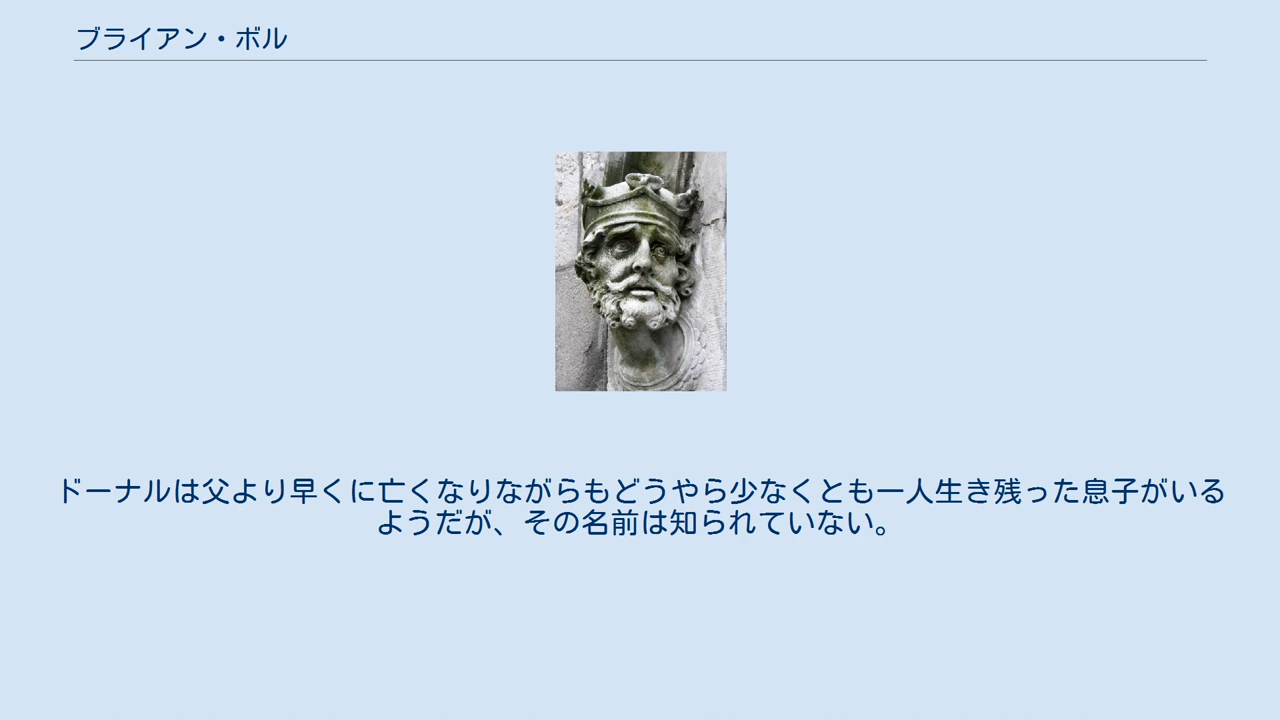 ブライアン・ボル
ドーナルは父より早くに亡くなりながらもどうやら少なくとも一人生き残った息子がいる
ようだが、その名前は知られていない。